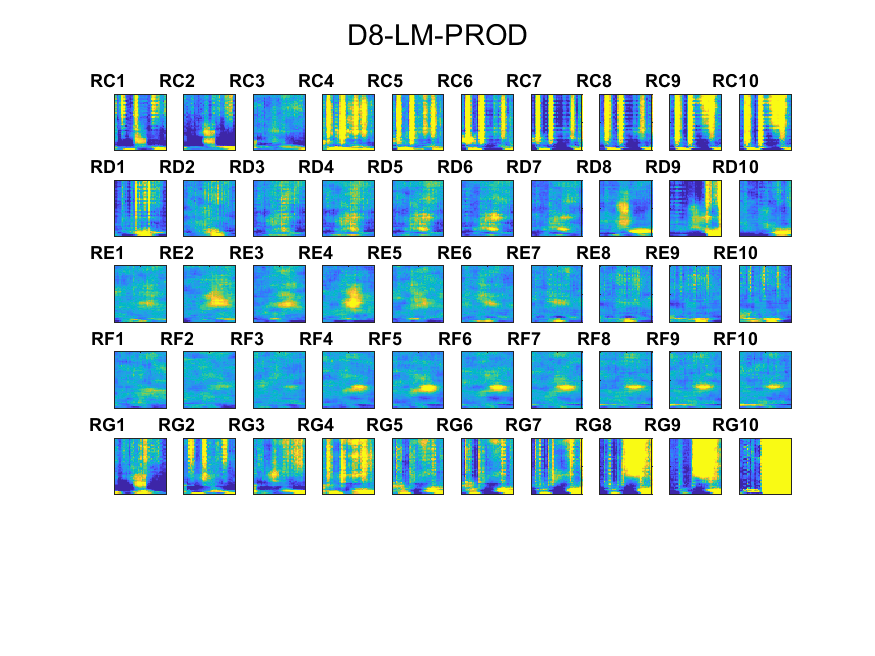 D8-LM-PROD
RC1 RC2 RC3 RC4 RC5 RC6 RC7 RC8 RC9 RC10
RD1 RD2 RD3 RD4 RD5 RD6 RD7 RD8 RD9 RD10
RE1 RE2 RE3 RE4 RE5 RE6 RE7 RE8 RE9 RE10
RF1 RF2 RF3 RF4 RF5 RF6 RF7 RF8 RF9 RF10
RG1 RG2 RG3 RG4 RG5 RG6 RG7 RG8 RG9 RG10